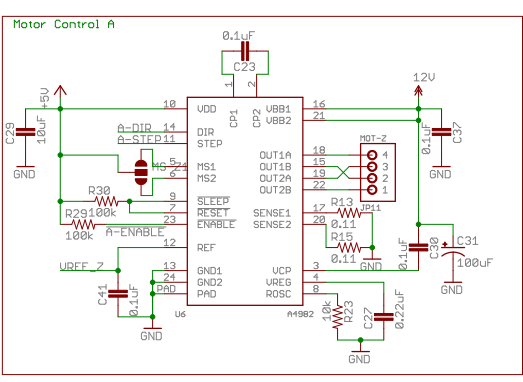 Motor Control A
0.1uF
C23
1
2
+5V
12V
CP1
CP2
10 VDD
VBB1 16
VBB2 21
C29
10uF
GND
A-DIR 14 DIR
A-STEP 11 STEP
C37
0.1uF
GND
MOT-Z
OUT1A 18 4
OUT1B 15 3
OUT2A 19 2
OUT2B 22 1
JP11
5 MS1
6 MS2
R30
100k
9 SLEEP
7 RESET
R29
100k
23 ENABLE
A-ENABLE
SENSE1 17
SENSE2 20
R13
0.11
R15
0.11
GND
12 REF
VREF_Z
C30
0.1uF
C31
100uF
GND
13 GND1
24 GND2
PAD PAD
VCP 3
VREG 4
ROSC 8
C41
0.1uF
GND
U6
A4982
R23
10k
C27
0.22uF
GND